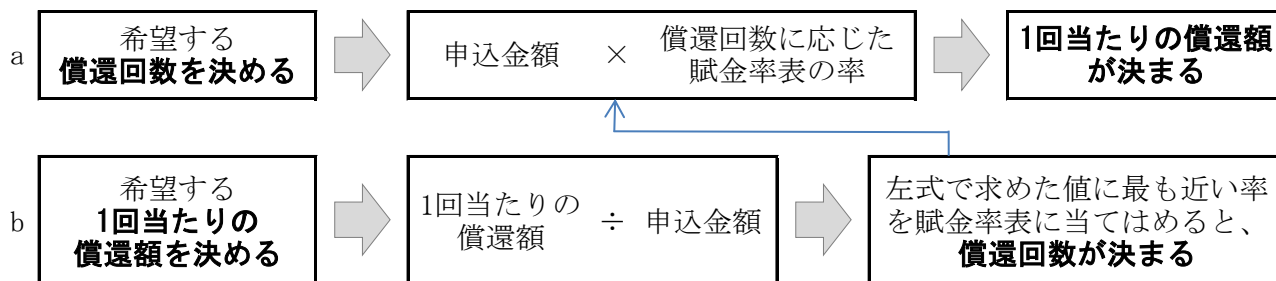 a
希望する
償還回数を決める
申込金額 × 償還回数に応じた
賦金率表の率
1回当たりの償還額
が決まる
b
希望する
1回当たりの
償還額を決める
1回当たりの
償還額
÷ 申込金額
左式で求めた値に最も近い率
を賦金率表に当てはめると、
償還回数が決まる